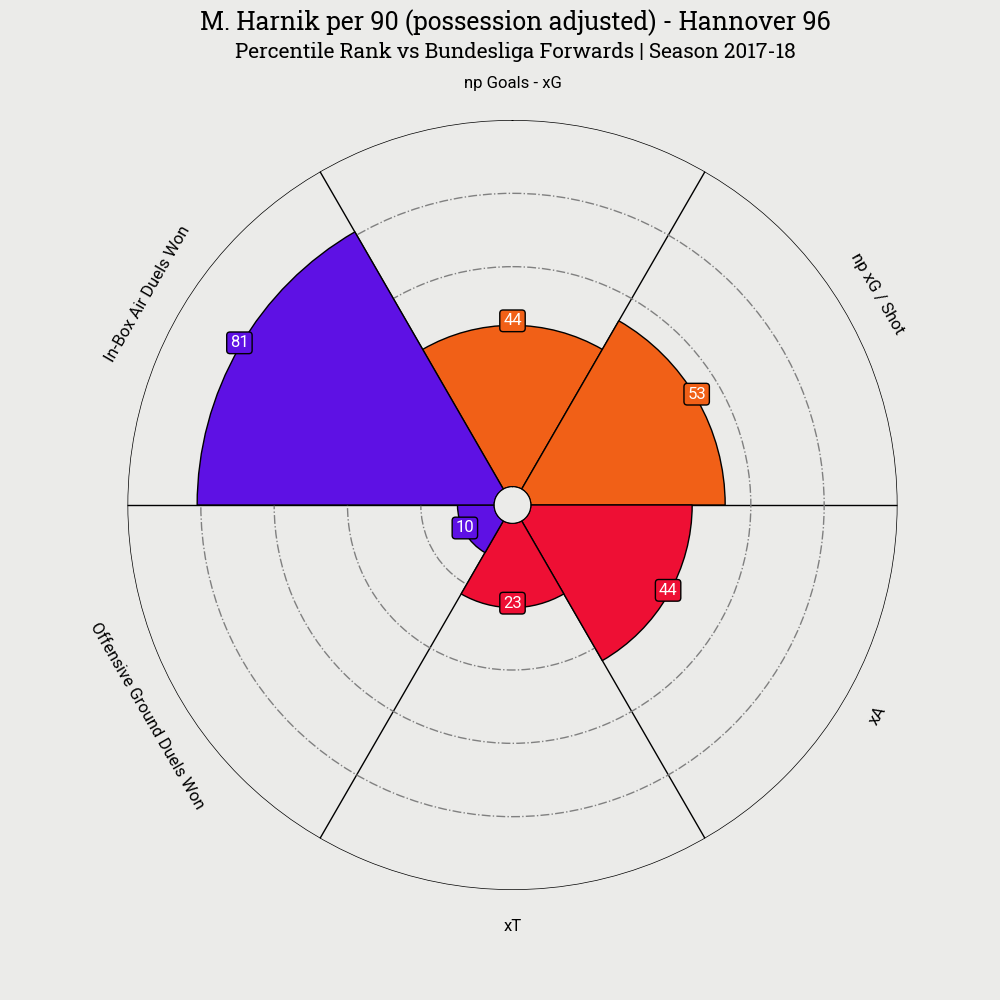 M. Harnik per 90 (possession adjusted) - Hannover 96
Percentile Rank vs Bundesliga Forwards | Season 2017-18
np Goals - xG
np xG / Shot
In-Box Air Duels Won
44
81
53
10
44
23
Offensive Ground Duels Won
xA
xT